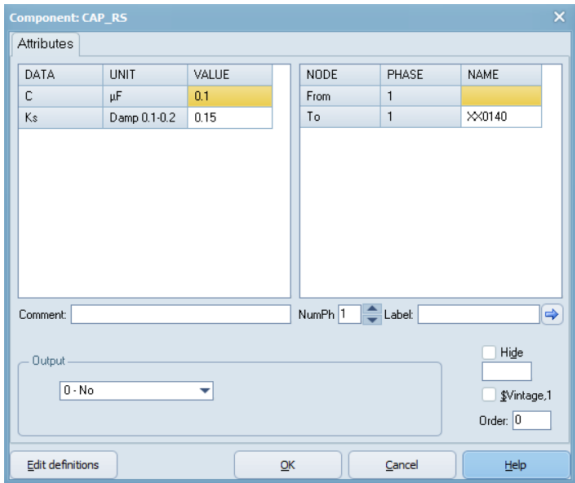 Component: CAP_RS
Attributes
DATA UNIT VALUE
C µF 0.1
Ks Damp 0.1-0.2 0.15
NODE PHASE NAME
From 1
To 1 XX0140
Comment:
NumPh 1 Label:
Output
0 - No
Hide
$Vintage,1
Order: 0
Edit definitions OK Cancel Help